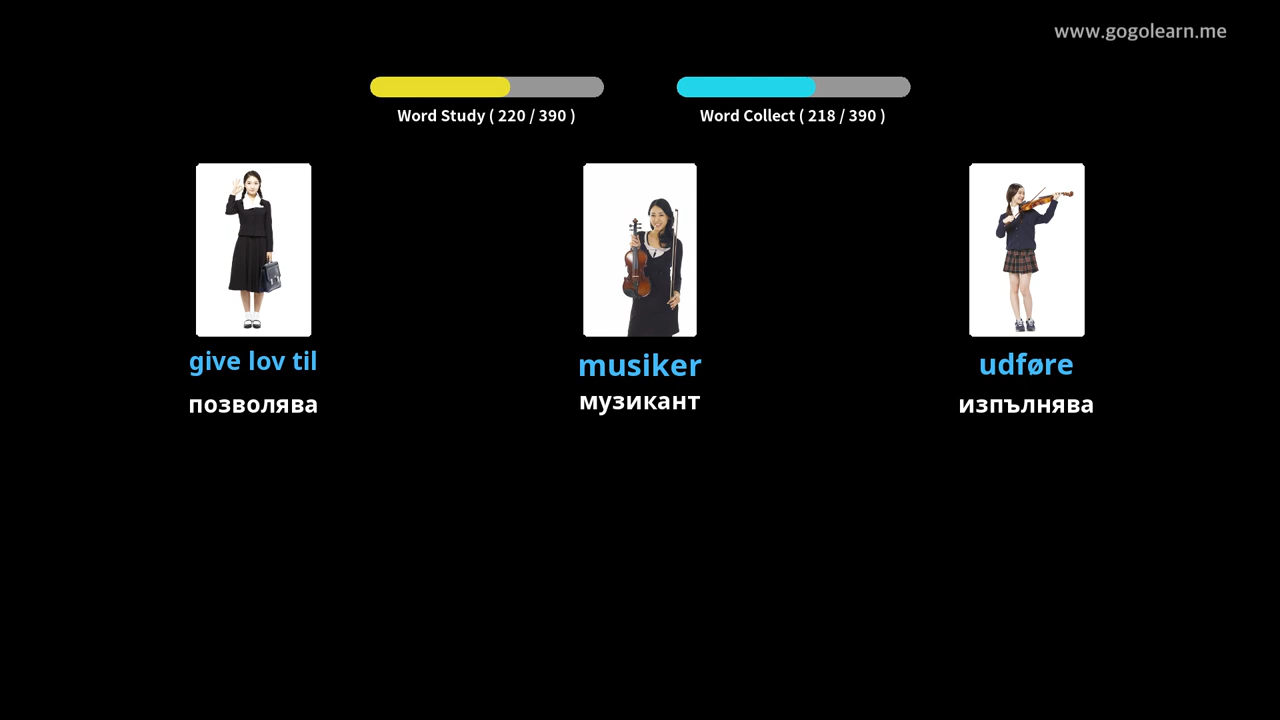 www.gogolearn.me
Word Study ( 220 / 390 )
Word Collect ( 218 / 390 )
give lov til
musiker
udføre
позволява
музикант
изпълнява